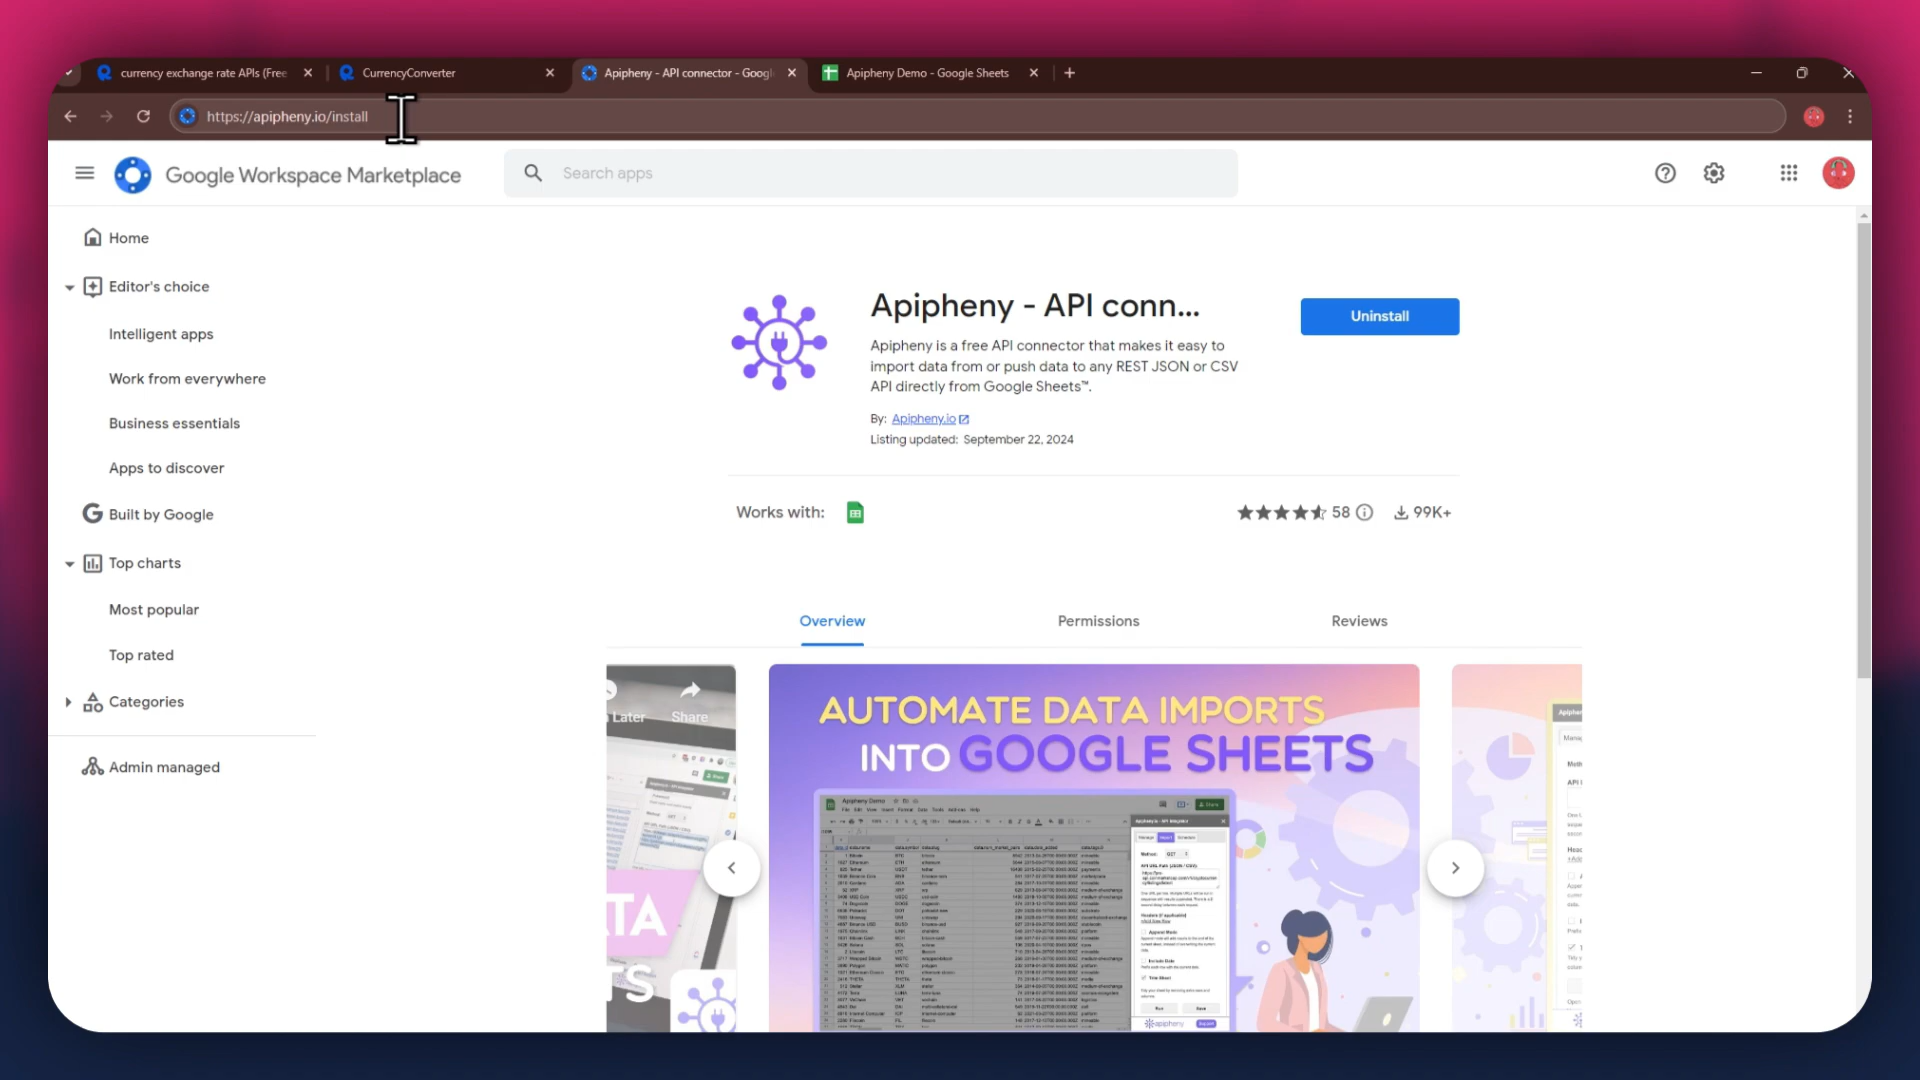 currency exchange rate APIs (Free
CurrencyConverter
Apipheny - API connector - Googl
Apipheny Demo - Google Sheets
https://apipheny.io/install
Google Workspace Marketplace
Search apps
Home
Editor's choice
Intelligent apps
Work from everywhere
Business essentials
Apps to discover
Built by Google
Top charts
Most popular
Top rated
Categories
Admin managed
Apipheny - API conn...
Uninstall
Apipheny is a free API connector that makes it easy to
import data from or push data to any REST JSON or CSV
API directly from Google Sheets™.
By: Apipheny.io
Listing updated: September 22, 2024
Works with:
58
99K+
Overview
Permissions
Reviews
Later
Share
AUTOMATE DATA IMPORTS
INTO GOOGLE SHEETS
Apipheny Demo
apipheny